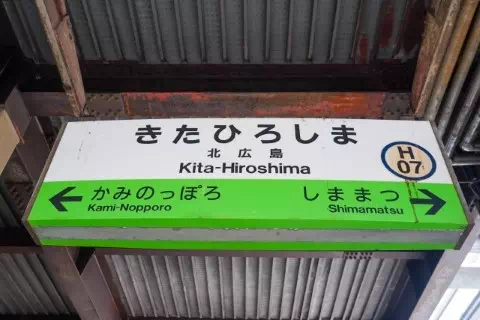 きたひろしま
北広島
Kita-Hiroshima
H
07
かみのっぽろ
Kami-Nopporo
しままつ
Shimamatsu